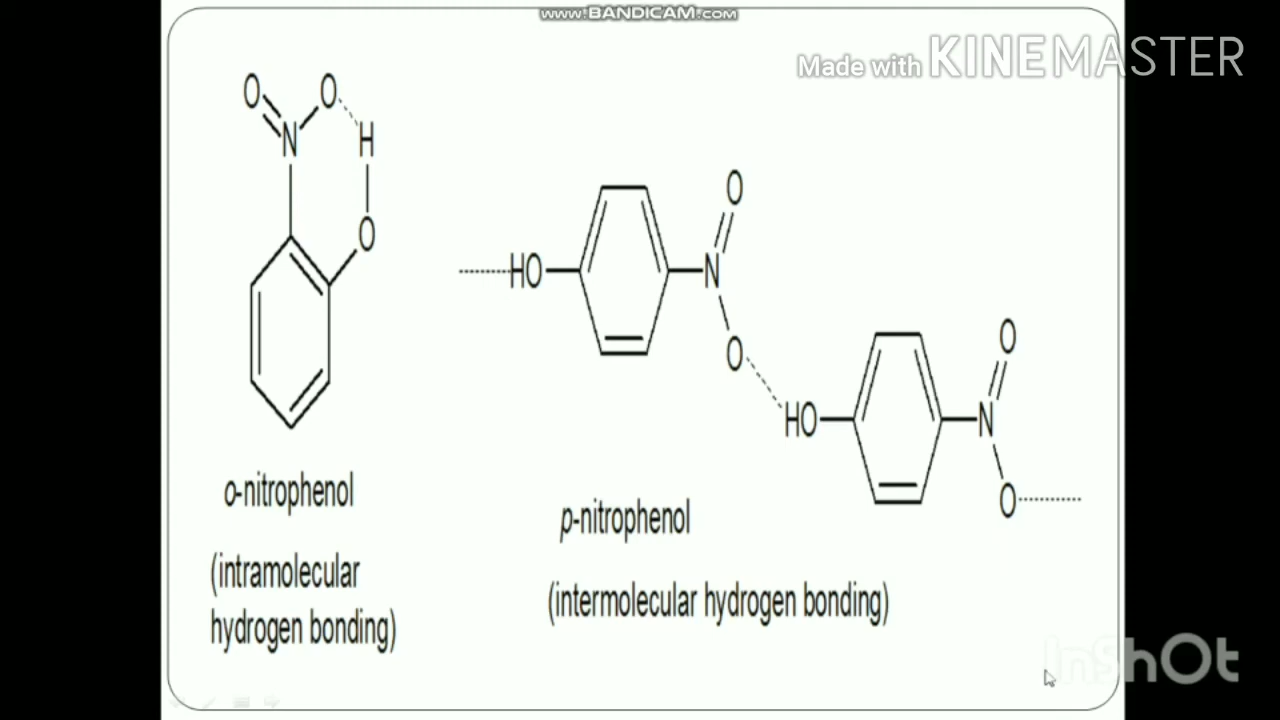 www.BANDICAM.com
Made with KINEMASTER
O
O
N
H
O
O
HO
N
O
O
HO
N
O
o-nitrophenol
p-nitrophenol
(intramolecular
hydrogen bonding)
(intermolecular hydrogen bonding)
InShOt